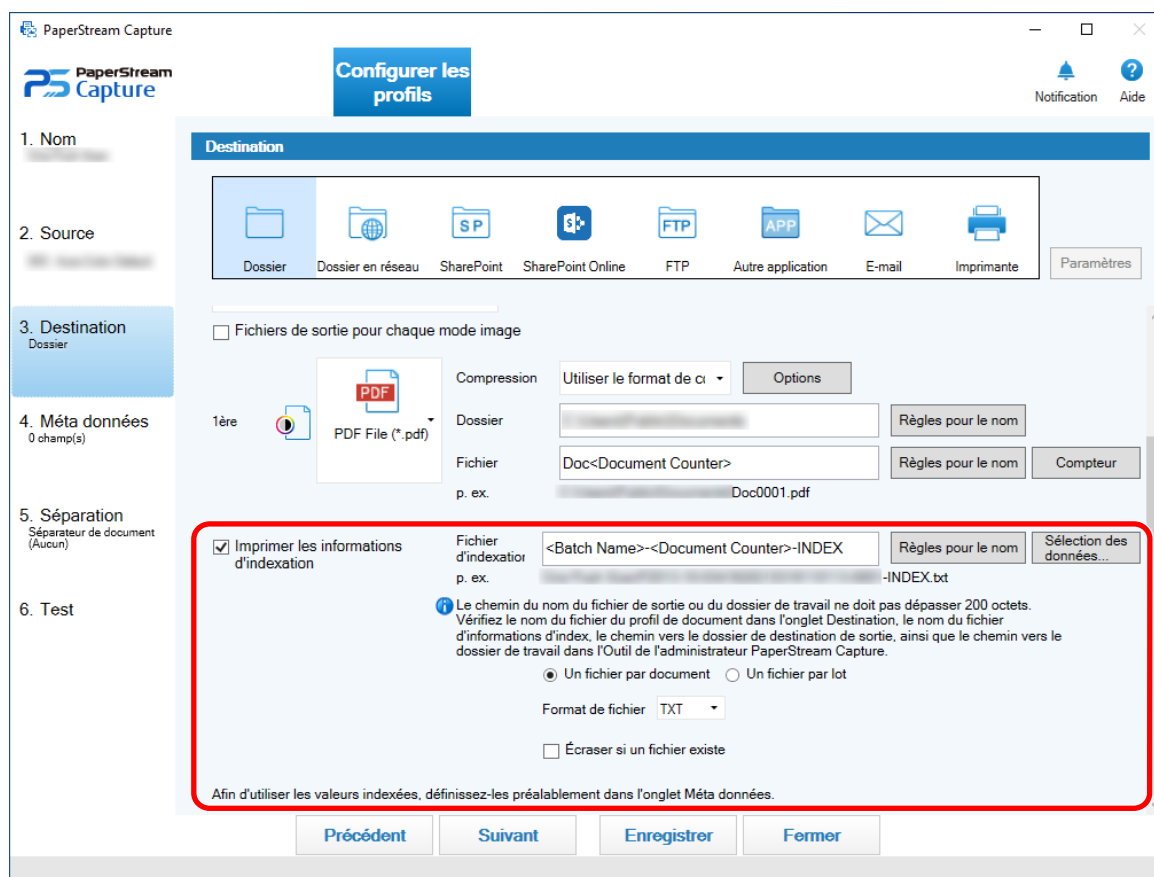 PaperStream Capture
PaperStream
Capture
Configurer les
profils
Notification
Aide
1. Nom
2. Source
3. Destination
Dossier
4. Méta données
0 champ(s)
5. Séparation
Séparateur de document
(Aucun)
6. Test
Destination
SP
FTP
APP
Dossier
Dossier en réseau
SharePoint
SharePoint Online
FTP
Autre application
E-mail
Imprimante
Paramètres
Fichiers de sortie pour chaque mode image
1ère
PDF
PDF File (*.pdf)
Compression
Utiliser le format de
Options
Dossier
Règles pour le nom
Fichier
Doc<Document Counter>
Règles pour le nom
Compteur
p. ex.
Doc0001.pdf
Imprimer les informations
d'indexation
Fichier
d'indexation
<Batch Name>-<Document Counter>-INDEX
Règles pour le nom
Sélection des
données...
p. ex.
-INDEX.txt
Le chemin du nom du fichier de sortie ou du dossier de travail ne doit pas dépasser 200 octets.
Vérifiez le nom du fichier du profil de document dans l'onglet Destination, le nom du fichier
d'informations d'index, le chemin vers le dossier de destination de sortie, ainsi que le chemin vers le
dossier de travail dans l'Outil de l'administrateur PaperStream Capture.
Un fichier par document
Un fichier par lot
Format de fichier
TXT
Écraser si un fichier existe
Afin d'utiliser les valeurs indexées, définissez-les préalablement dans l'onglet Méta données.
Précédent
Suivant
Enregistrer
Fermer